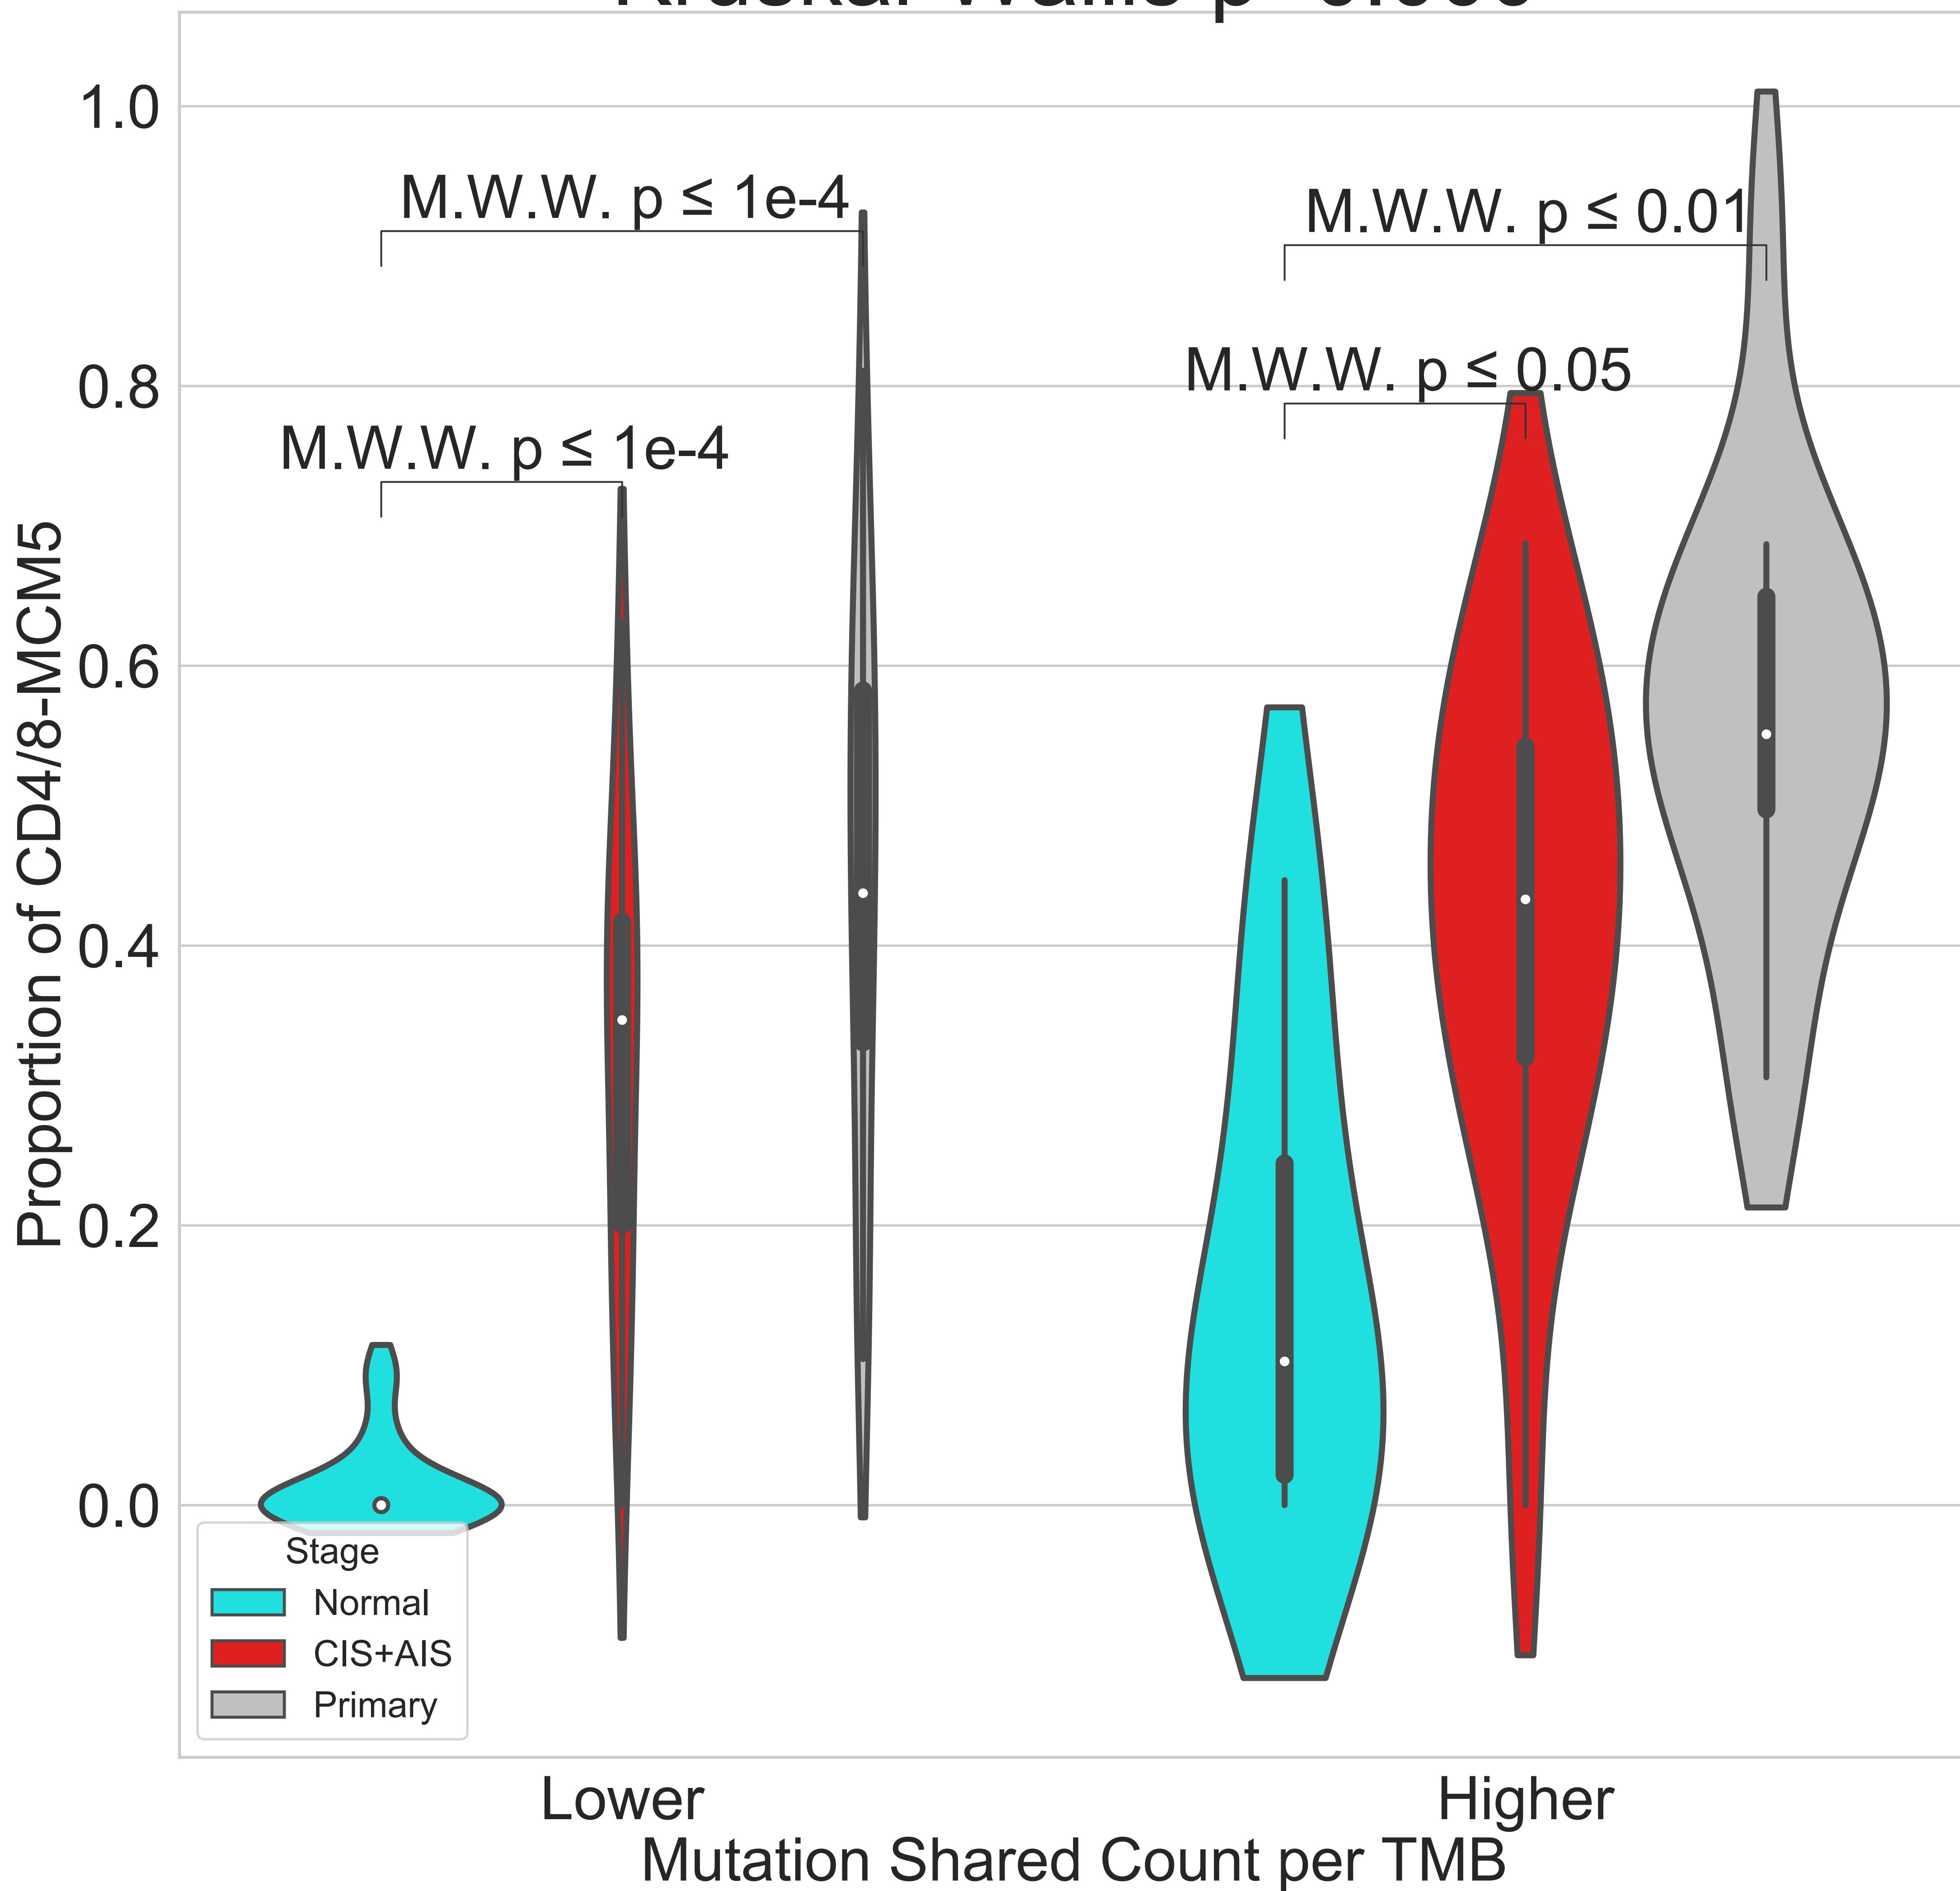 1.0
0.8
0.6
0.4
0.2
0.0
Proportion of CD4/8-MCM5
M.W.W. p ≤ 1e-4
M.W.W. p ≤ 0.01
M.W.W. p ≤ 0.05
M.W.W. p ≤ 1e-4
Stage
Normal
CIS+AIS
Primary
Lower
Higher
Mutation Shared Count per TMB